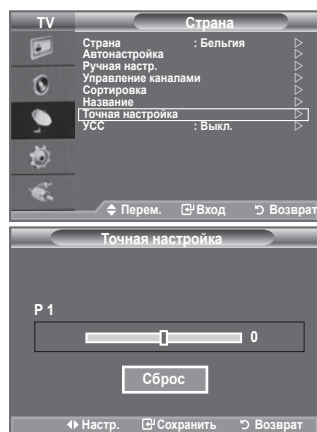 TV Страна
Страна : Бельгия
Автонастройка
Ручная настр.
Управление каналами
Сортировка
Название
Точная настройка
УСС : Выкл.
Перем. Вход Возврат
Точная настройка
P 1
0
Сброс
Настр. Сохранить Возврат